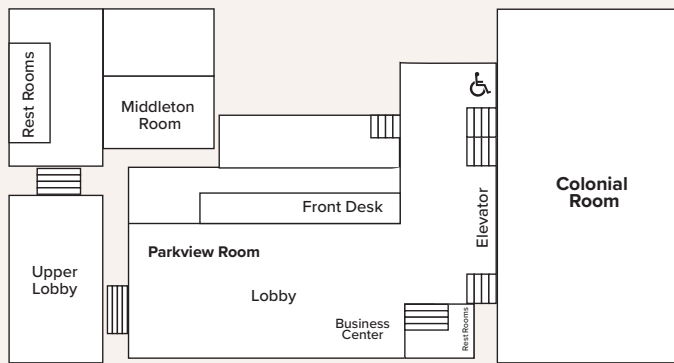 Rest Rooms
Middleton
Room
Front Desk
Elevator
Colonial
Room
Parkview Room
Upper
Lobby
Lobby
Business
Center
Rest Rooms